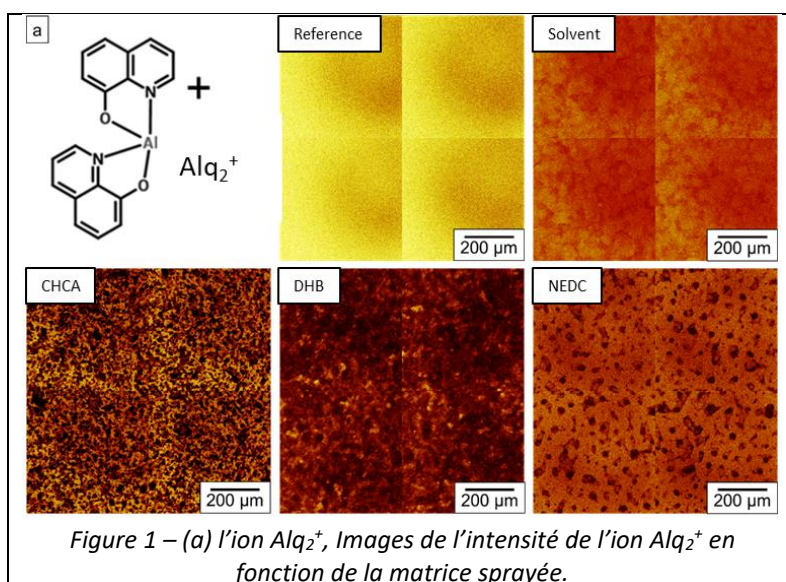 a
Reference
Solvent
N
+
O
Al
N
Alq₂⁺
O
200 µm
200 µm
CHCA
DHB
NEDC
200 µm
200 µm
200 µm
Figure 1 – (a) l’ion Alq₂⁺, Images de l’intensité de l’ion Alq₂⁺ en
fonction de la matrice sprayée.